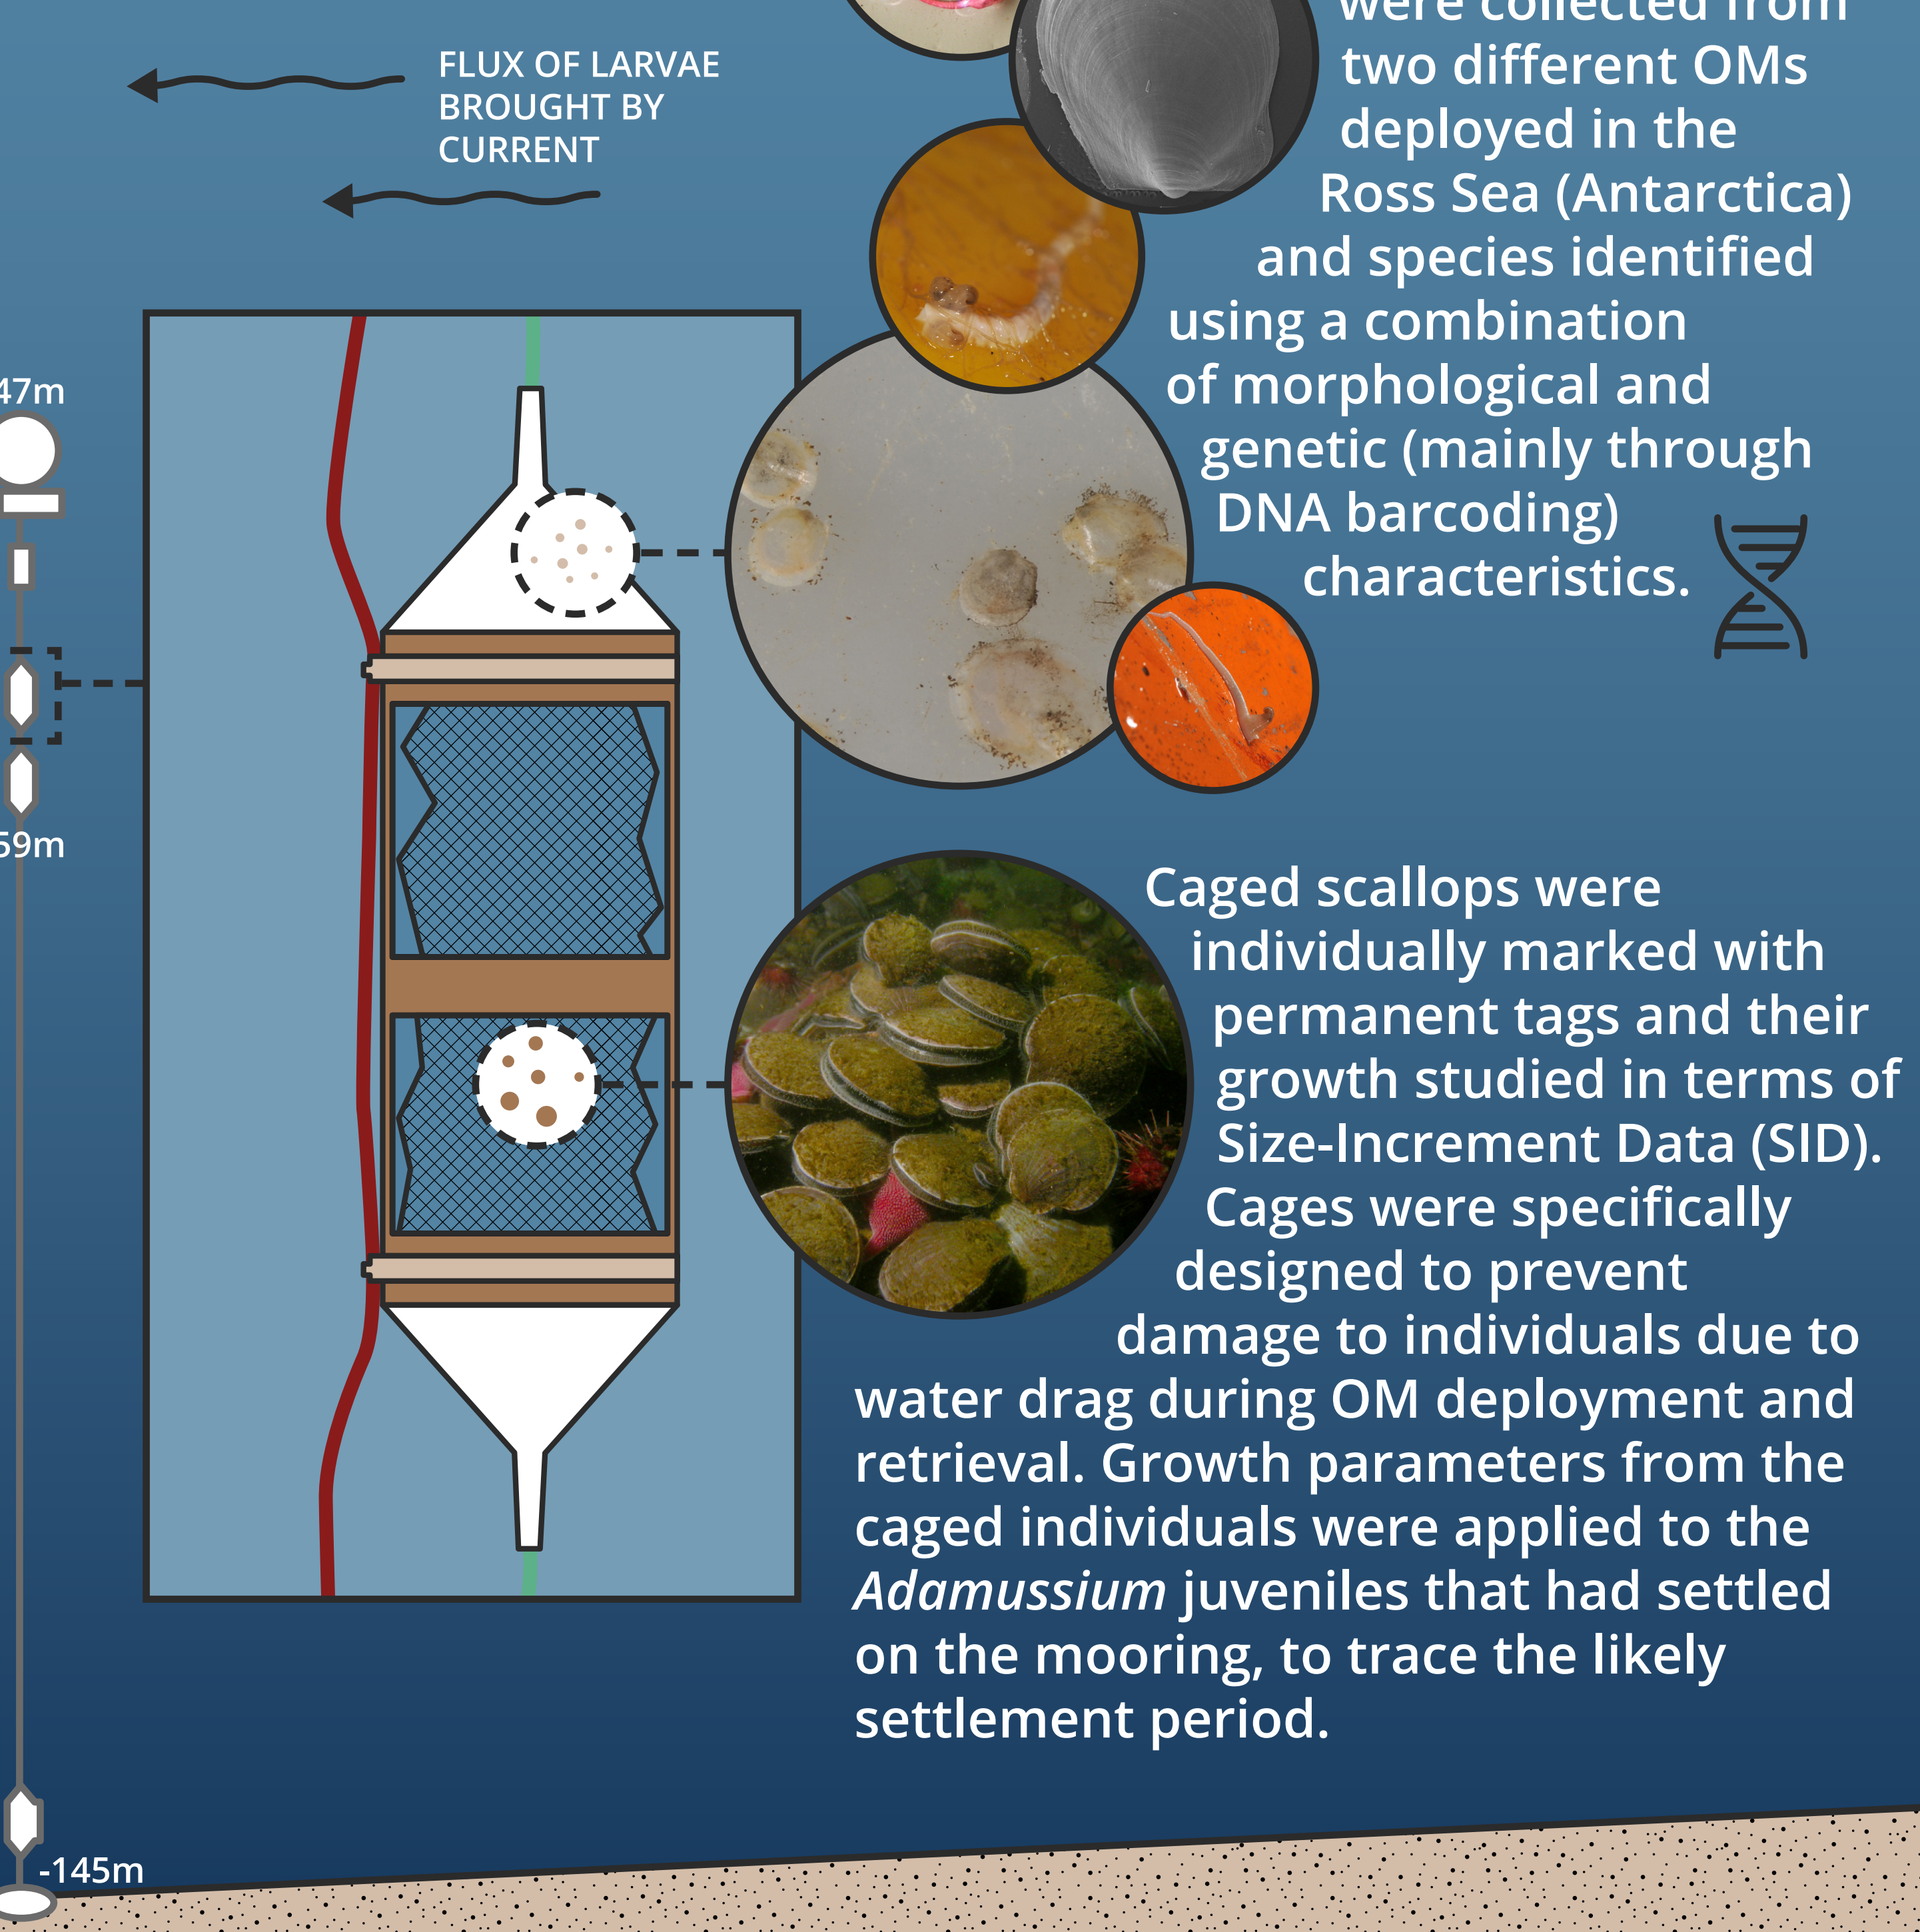 FLUX OF LARVAE
BROUGHT BY
CURRENT
47m
59m
-145m
were collected from
two different OMs
deployed in the
Ross Sea (Antarctica)
and species identified
using a combination
of morphological and
genetic (mainly through
DNA barcoding)
characteristics.
Caged scallops were
individually marked with
permanent tags and their
growth studied in terms of
Size-Increment Data (SID).
Cages were specifically
designed to prevent
damage to individuals due to
water drag during OM deployment and
retrieval. Growth parameters from the
caged individuals were applied to the
Adamussium juveniles that had settled
on the mooring, to trace the likely
settlement period.